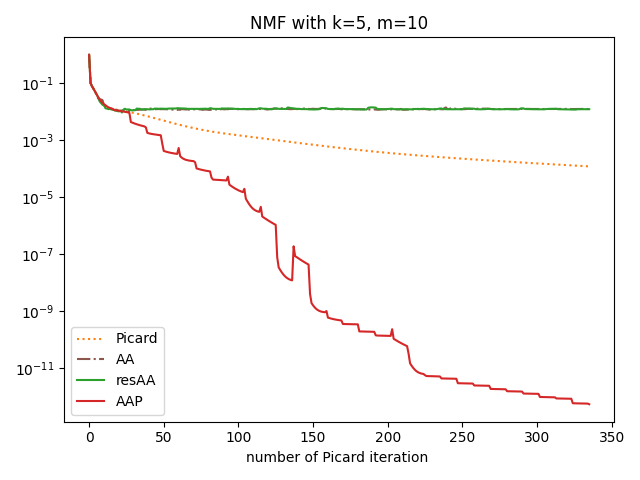 NMF with k=5, m=10
10^-1
10^-3
10^-5
10^-7
10^-9
10^-11
Picard
AA
resAA
AAP
0 50 100 150 200 250 300 350
number of Picard iteration